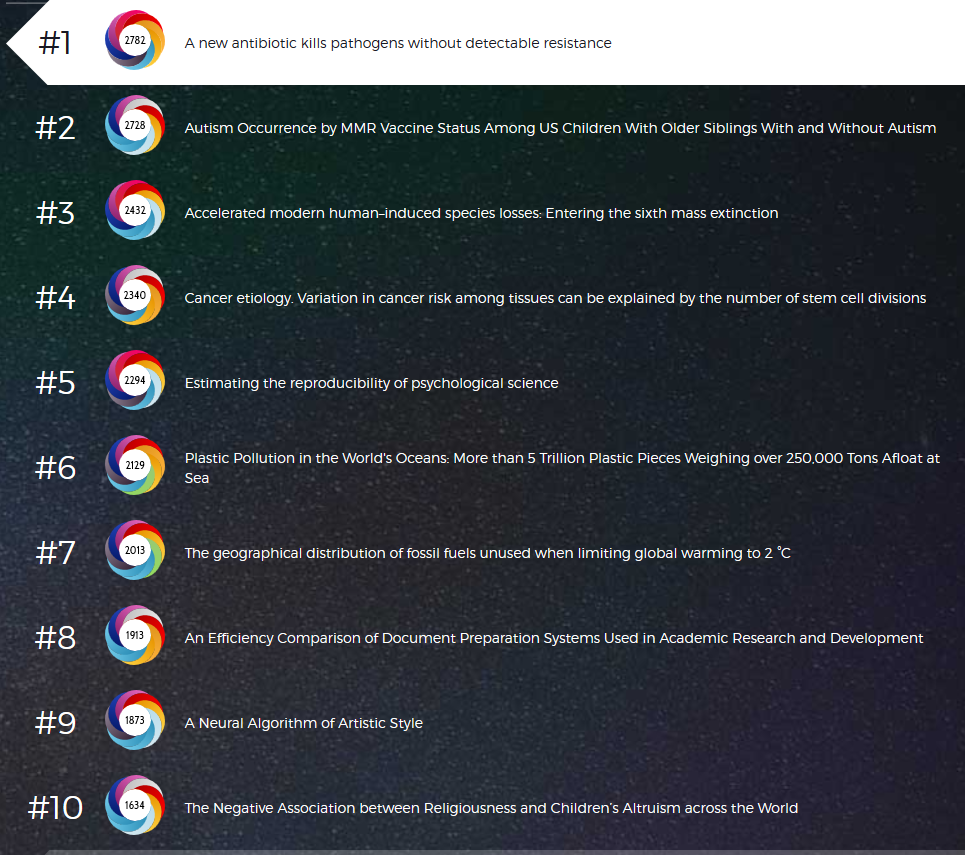 #1
2782
A new antibiotic kills pathogens without detectable resistance
#2
2728
Autism Occurrence by MMR Vaccine Status Among US Children With Older Siblings With and Without Autism
#3
2432
Accelerated modern human–induced species losses: Entering the sixth mass extinction
#4
2340
Cancer etiology. Variation in cancer risk among tissues can be explained by the number of stem cell divisions
#5
2294
Estimating the reproducibility of psychological science
#6
2129
Plastic Pollution in the World's Oceans: More than 5 Trillion Plastic Pieces Weighing over 250,000 Tons Afloat at
Sea
#7
2013
The geographical distribution of fossil fuels unused when limiting global warming to 2 °C
#8
1913
An Efficiency Comparison of Document Preparation Systems Used in Academic Research and Development
#9
1873
A Neural Algorithm of Artistic Style
#10
1634
The Negative Association between Religiousness and Children’s Altruism across the World